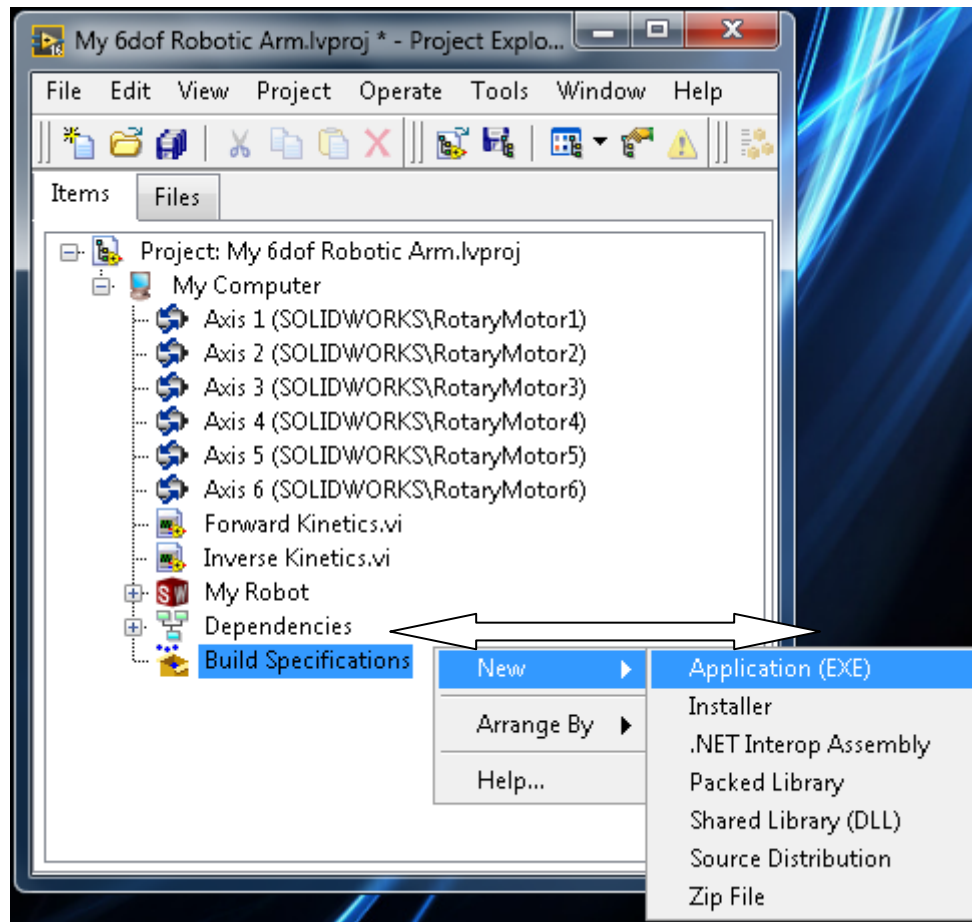 My 6dof Robotic Arm.lvproj * - Project Explo...
File Edit View Project Operate Tools Window Help
Items Files
Project: My 6dof Robotic Arm.lvproj
My Computer
Axis 1 (SOLIDWORKS\RotaryMotor1)
Axis 2 (SOLIDWORKS\RotaryMotor2)
Axis 3 (SOLIDWORKS\RotaryMotor3)
Axis 4 (SOLIDWORKS\RotaryMotor4)
Axis 5 (SOLIDWORKS\RotaryMotor5)
Axis 6 (SOLIDWORKS\RotaryMotor6)
Forward Kinetics.vi
Inverse Kinetics.vi
SW My Robot
Dependencies
Build Specifications
New
Arrange By
Help...
Application (EXE)
Installer
.NET Interop Assembly
Packed Library
Shared Library (DLL)
Source Distribution
Zip File